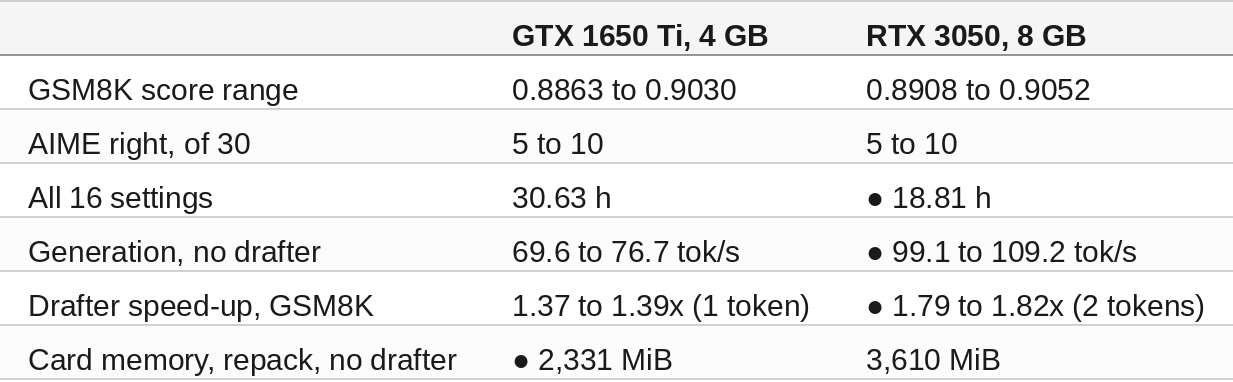 GTX 1650 Ti, 4 GB RTX 3050, 8 GB
GSM8K score range 0.8863 to 0.9030 0.8908 to 0.9052
AIME right, of 30 5 to 10 5 to 10
All 16 settings 30.63 h ● 18.81 h
Generation, no drafter 69.6 to 76.7 tok/s ● 99.1 to 109.2 tok/s
Drafter speed-up, GSM8K 1.37 to 1.39x (1 token) ● 1.79 to 1.82x (2 tokens)
Card memory, repack, no drafter ● 2,331 MiB 3,610 MiB